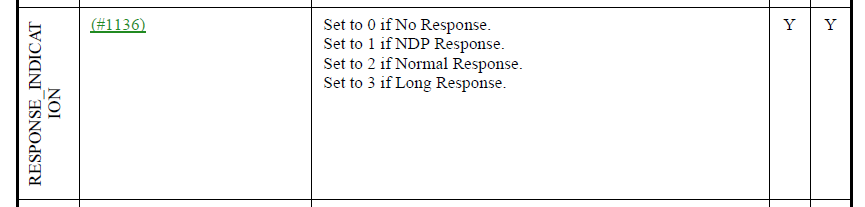 RESPONSE_INDICAT
ION
(#1136)
Set to 0 if No Response.
Set to 1 if NDP Response.
Set to 2 if Normal Response.
Set to 3 if Long Response.
Y
Y